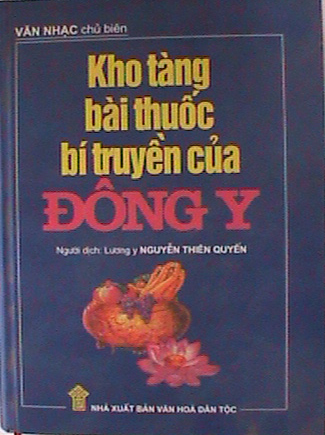 VĂN NHẠC chủ biên
Kho tàng
bài thuốc
bí truyền của
ĐÔNG Y
Người dịch: Lương y NGUYỄN THIÊN QUYẾN
NHÀ XUẤT BẢN VĂN HOÁ DÂN TỘC